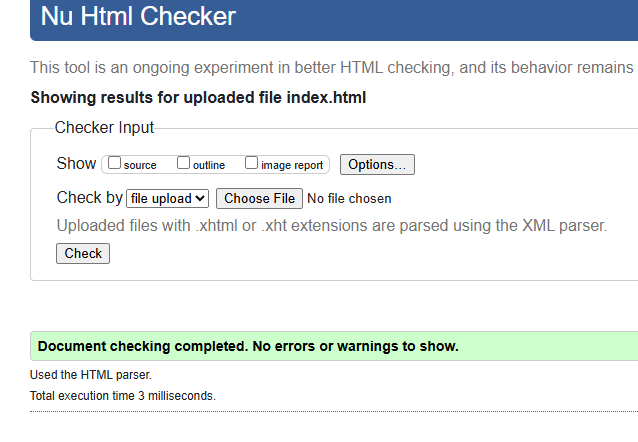 Nu Html Checker
This tool is an ongoing experiment in better HTML checking, and its behavior remains
Showing results for uploaded file index.html
Checker Input
Show source outline image report Options...
Check by file upload Choose File No file chosen
Uploaded files with .xhtml or .xht extensions are parsed using the XML parser.
Check
Document checking completed. No errors or warnings to show.
Used the HTML parser.
Total execution time 3 milliseconds.